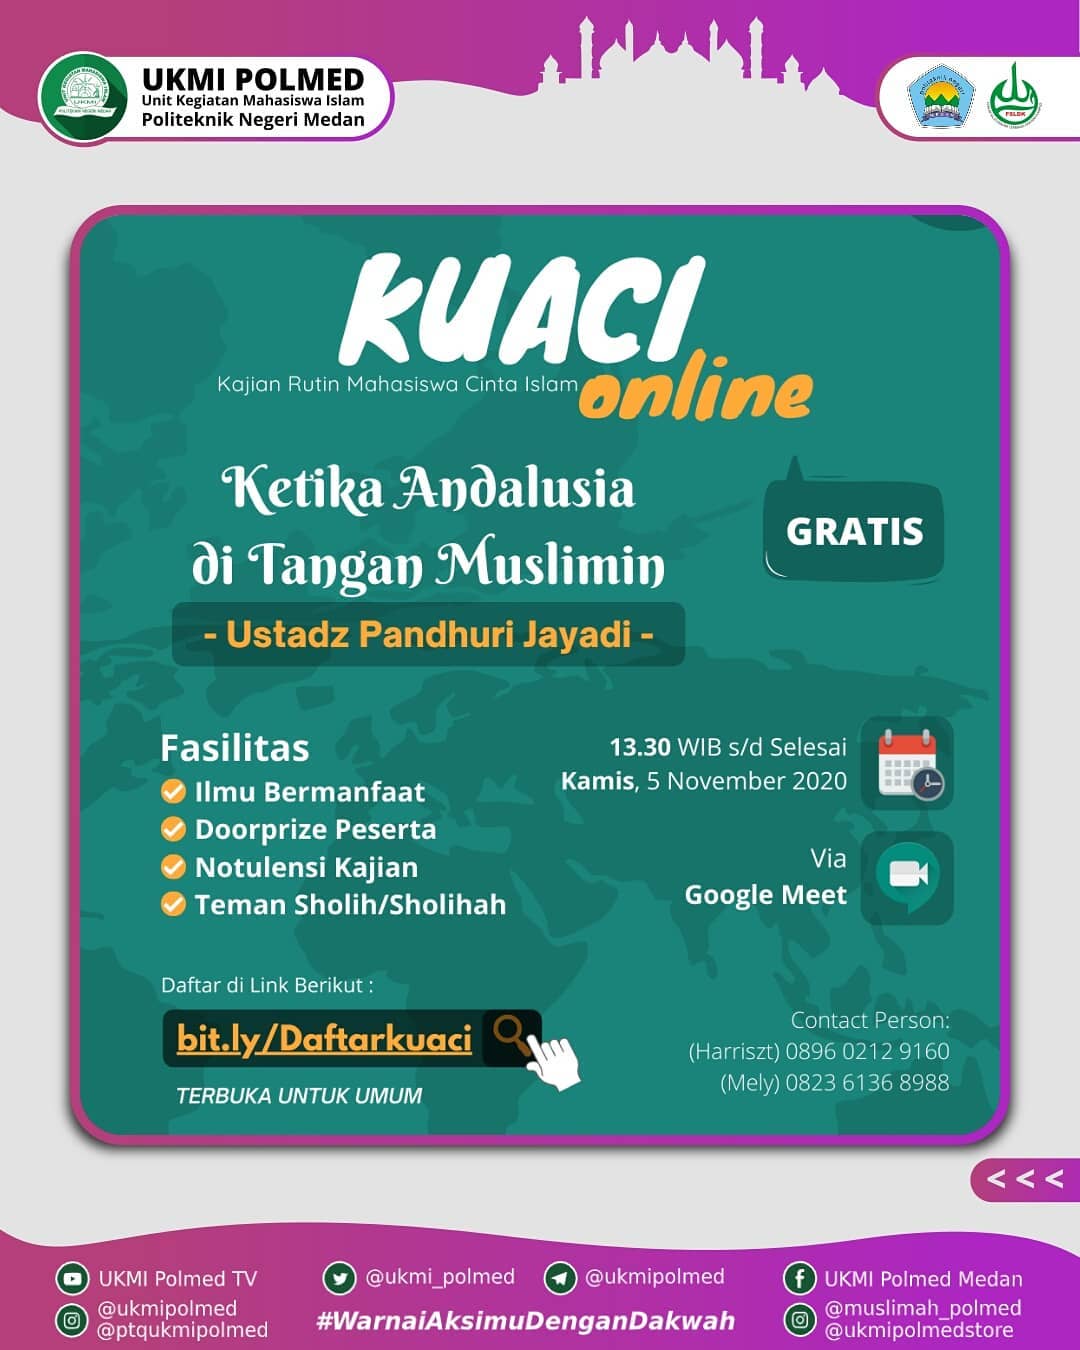 UKMI POLMED
Unit Kegiatan Mahasiswa Islam
Politeknik Negeri Medan
UKMI
FSLDK
KUACI
Kajian Rutin Mahasiswa Cinta Islam
online
Ketika Andalusia
di Tangan Muslimin
GRATIS
- Ustadz Pandhuri Jayadi -
Fasilitas
Ilmu Bermanfaat
Doorprize Peserta
Notulensi Kajian
Teman Sholih/Sholihah
13.30 WIB s/d Selesai
Kamis, 5 November 2020
Via
Google Meet
Daftar di Link Berikut :
bit.ly/Daftarkuaci
TERBUKA UNTUK UMUM
Contact Person:
(Harriszt) 0896 0212 9160
(Mely) 0823 6136 8988
< < <
UKMI Polmed TV
@ukmipolmed
@ptqukmipolmed
@ukmi_polmed
@ukmipolmed
#WarnaiAksimuDenganDakwah
UKMI Polmed Medan
@muslimah_polmed
@ukmipolmedstore